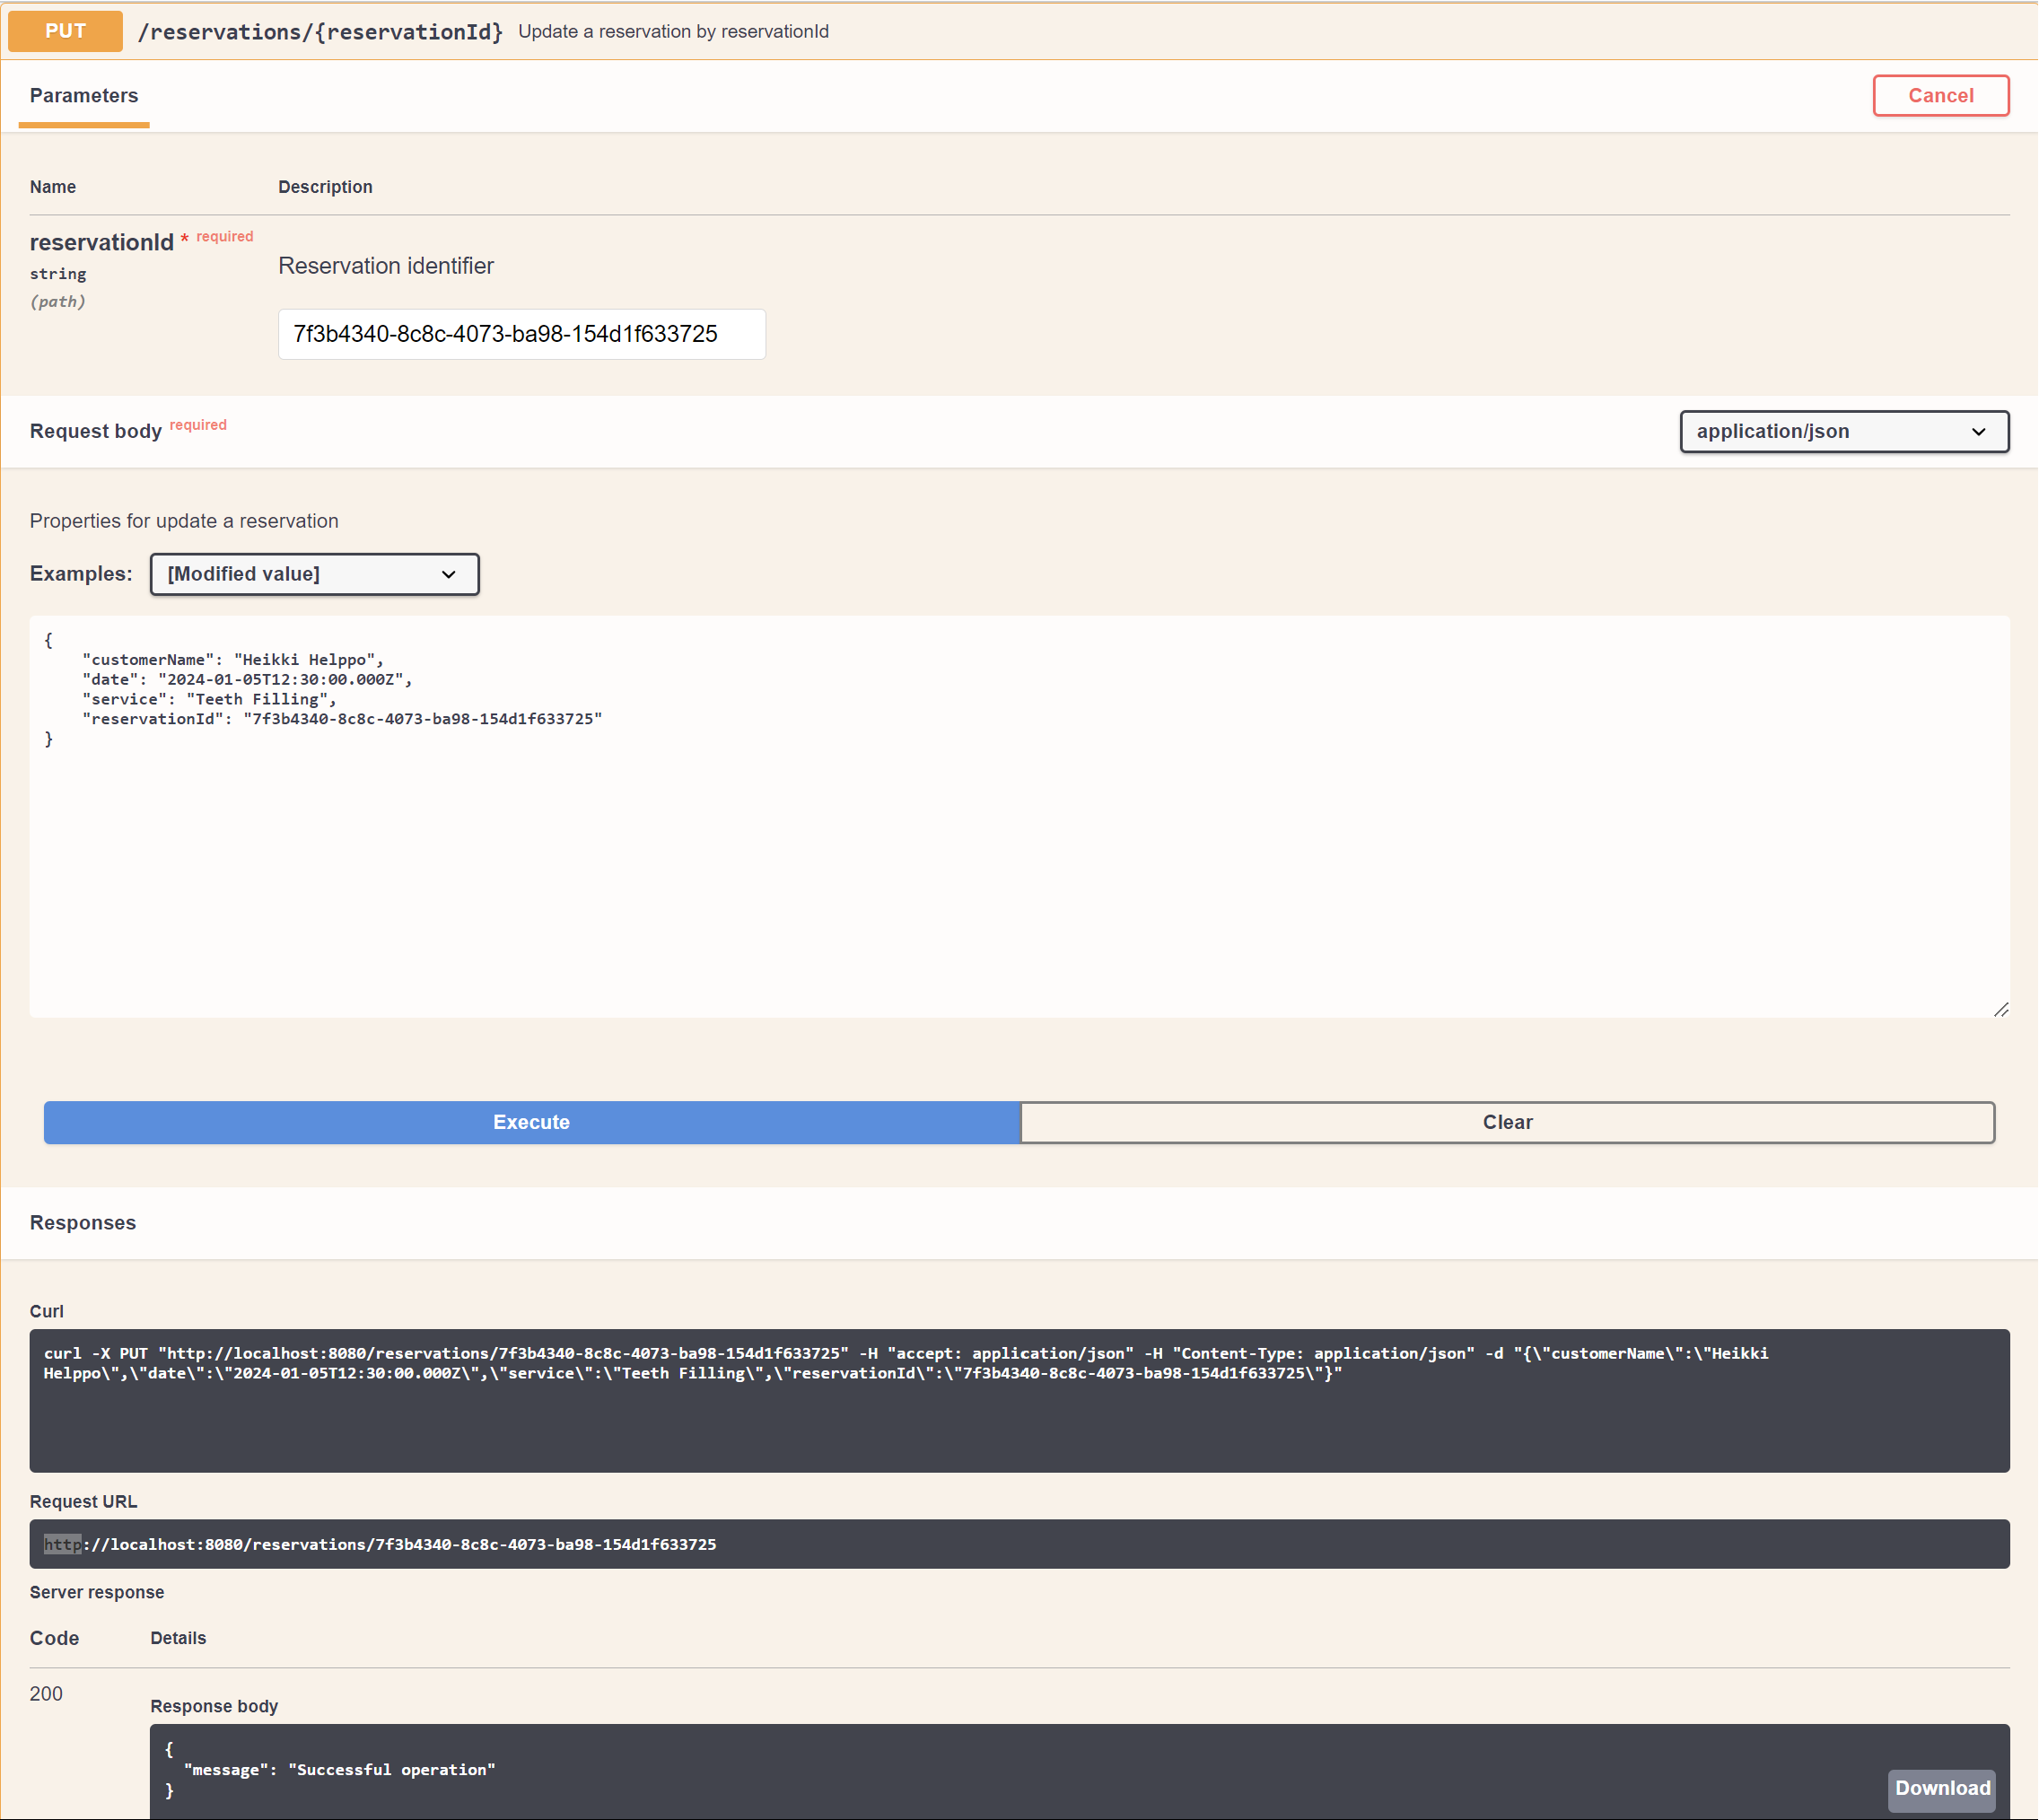 PUT /reservations/{reservationId} Update a reservation by reservationId
Parameters
Cancel
Name Description
reservationId * required
string
(path)
Reservation identifier
7f3b4340-8c8c-4073-ba98-154d1f633725
Request body required
application/json
Properties for update a reservation
Examples: [Modified value]
{
    "customerName": "Heikki Helppo",
    "date": "2024-01-05T12:30:00.000Z",
    "service": "Teeth Filling",
    "reservationId": "7f3b4340-8c8c-4073-ba98-154d1f633725"
}
Execute
Clear
Responses
Curl
curl -X PUT "http://localhost:8080/reservations/7f3b4340-8c8c-4073-ba98-154d1f633725" -H "accept: application/json" -H "Content-Type: application/json" -d "{\"customerName\":\"Heikki
Helppo\",\"date\":\"2024-01-05T12:30:00.000Z\",\"service\":\"Teeth Filling\",\"reservationId\":\"7f3b4340-8c8c-4073-ba98-154d1f633725\"}"
Request URL
http://localhost:8080/reservations/7f3b4340-8c8c-4073-ba98-154d1f633725
Server response
Code Details
200
Response body
{
  "message": "Successful operation"
}
Download